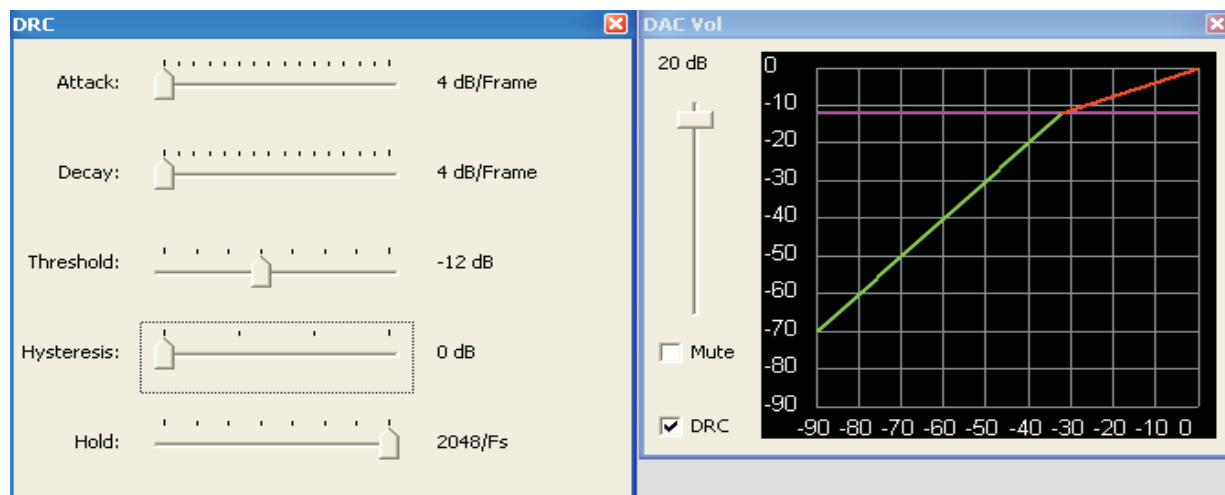 DRC
Attack: 4 dB/Frame
Decay: 4 dB/Frame
Threshold: -12 dB
Hysteresis: 0 dB
Hold: 2048/Fs
DAC Vol
20 dB
Mute
DRC
0
-10
-20
-30
-40
-50
-60
-70
-80
-90
-90 -80 -70 -60 -50 -40 -30 -20 -10 0